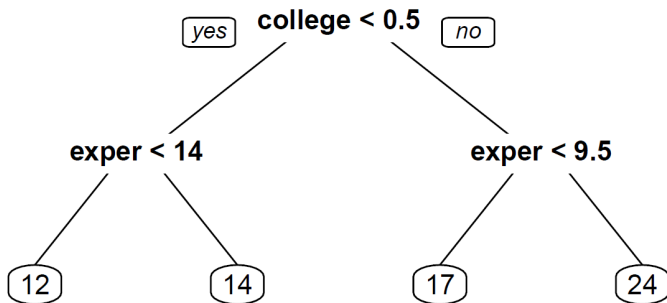 yes college < 0.5 no
exper < 14 exper < 9.5
12 14 17 24